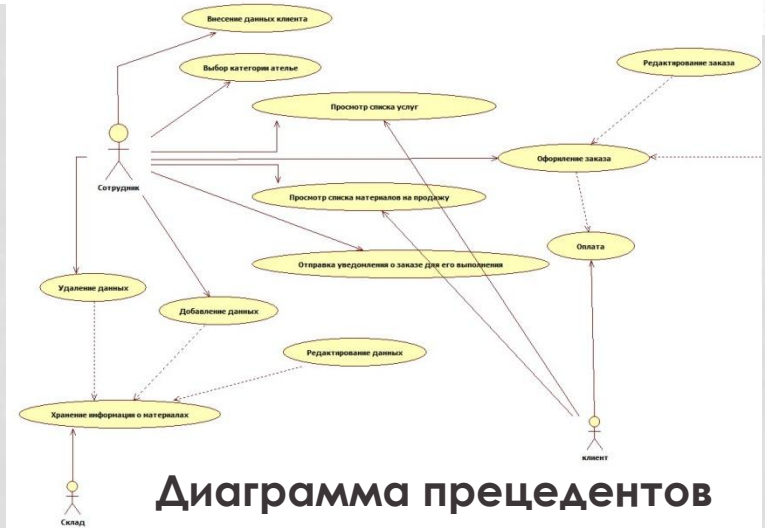 Внесение данных клиента
Выбор категории ателье
Редактирование заказа
Просмотр списка услуг
Оформление заказа
Сотрудник
Просмотр списка материалов на продажу
Оплата
Отправка уведомления о заказе для его выполнения
Удаление данных
Добавление данных
Редактирование данных
Хранение информации о материалах
клиент
Склад
Диаграмма прецедентов